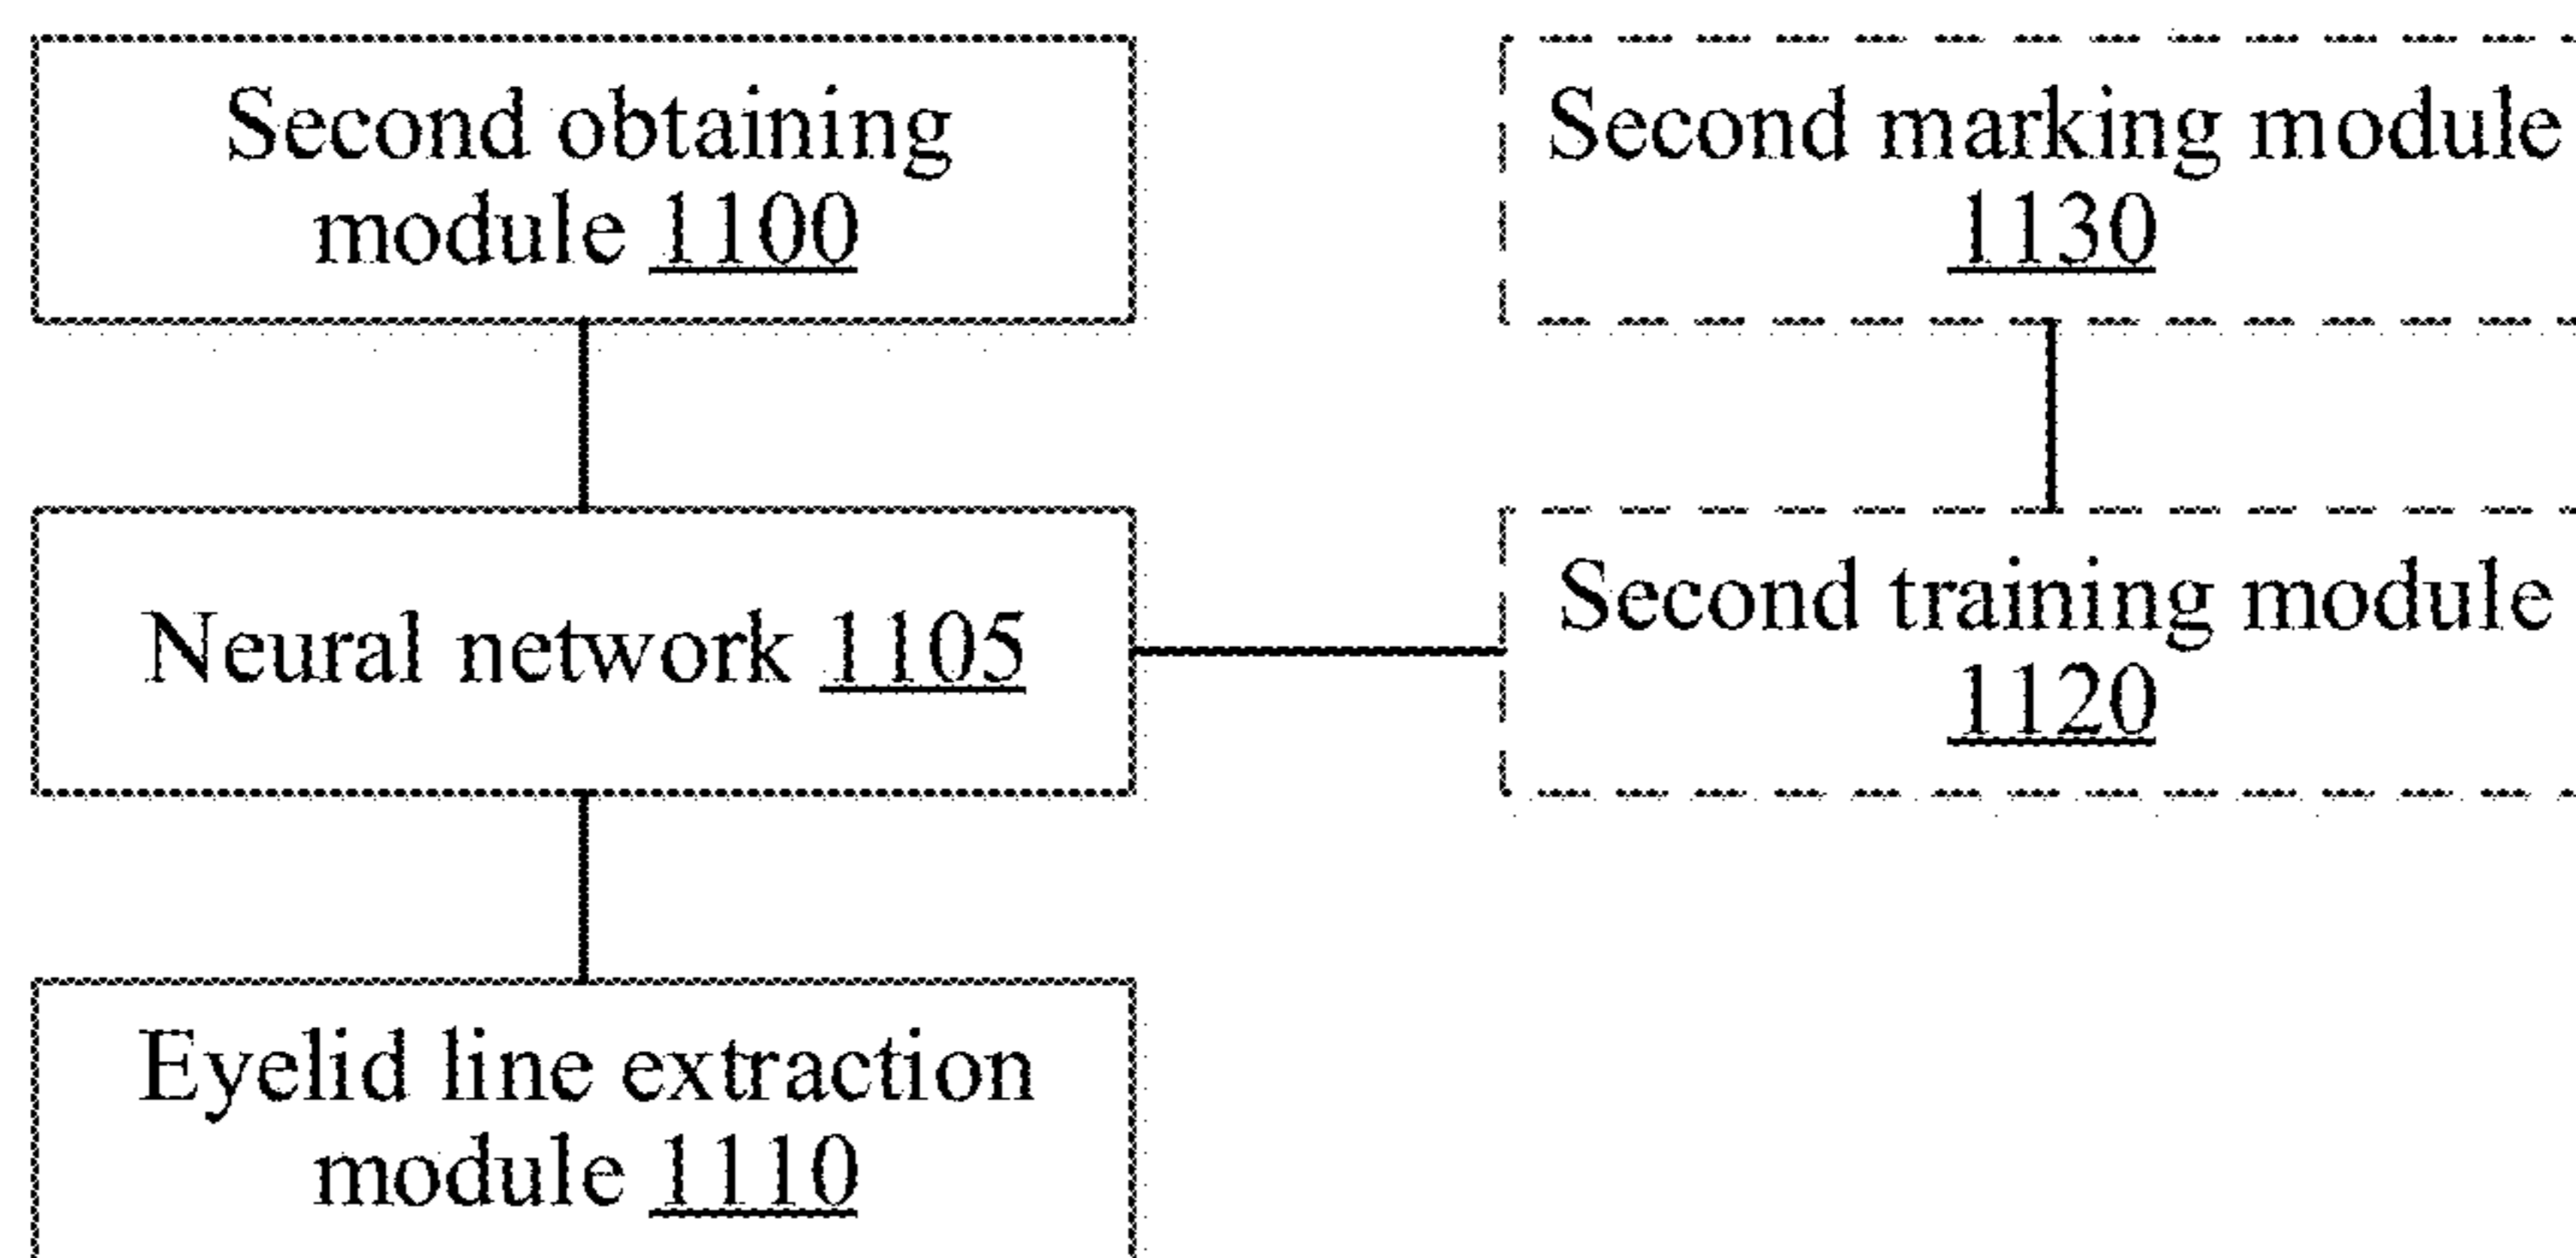 Second obtaining
module 1100
Second marking module
1130
Neural network 1105
Second training module
1120
Eyelid line extraction
module 1110